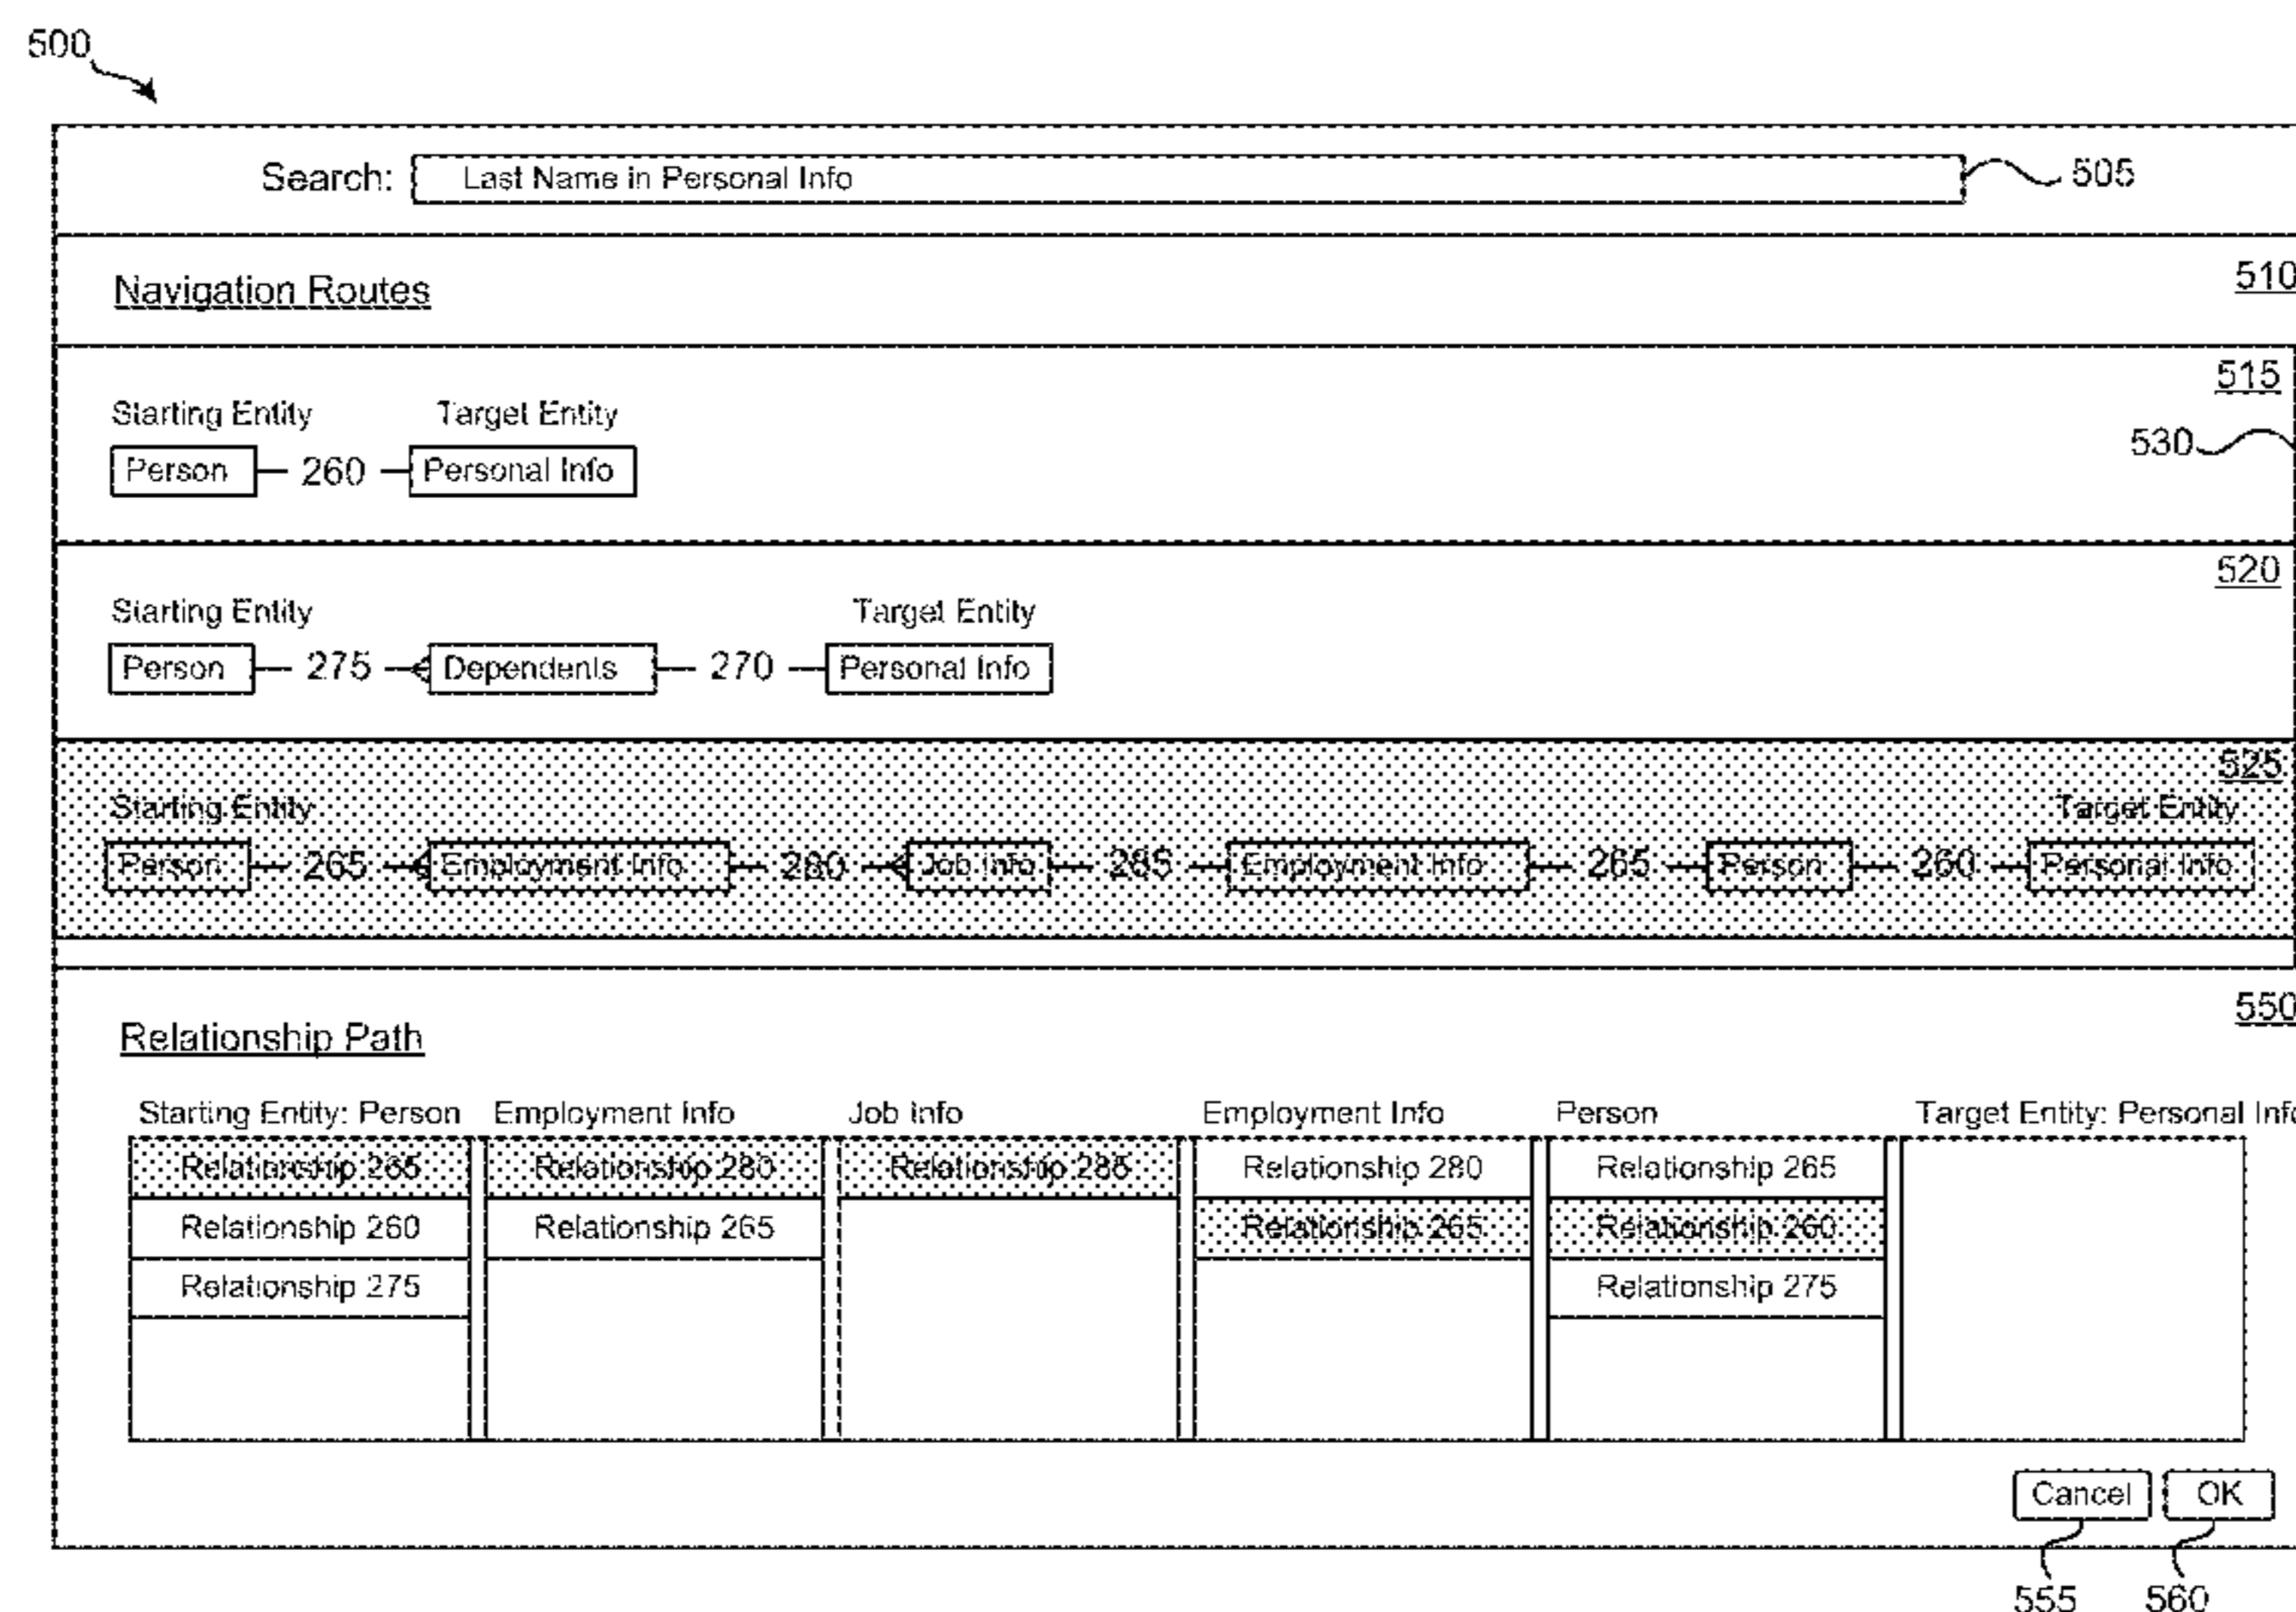 500
Search: Last Name in Personal Info 505
Navigation Routes 510
515
Starting Entity Target Entity
530
Person 260 Personal Info
520
Starting Entity Target Entity
Person 275 Dependents 270 Personal Info
525
Starting Entity Target Entity
Person 265 Employment Info 280 Job Info 285 Employment Info 265 Person 260 Personal Info
550
Relationship Path
Starting Entity: Person Employment Info Job Info Employment Info Person Target Entity: Personal Info
Relationship 265 Relationship 280 Relationship 285 Relationship 280 Relationship 265
Relationship 260 Relationship 265 Relationship 265 Relationship 260
Relationship 275 Relationship 275
Cancel OK
555 560